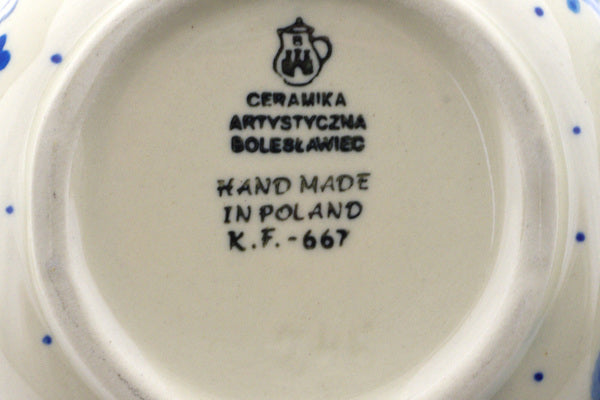 CERAMIKA
ARTYSTYCZNA
BOLESŁAWIEC
HAND MADE
IN POLAND
K.F.-667